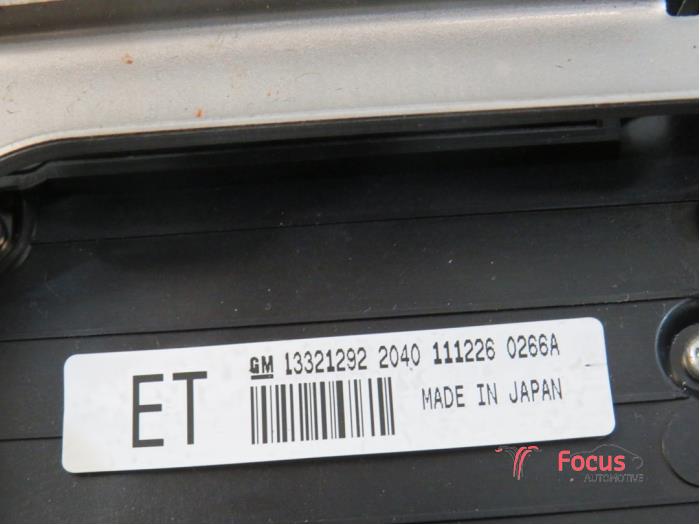 ET
GM 13321292 2040 111226 0266A
MADE IN JAPAN
Focus
AUTOMOTIVE